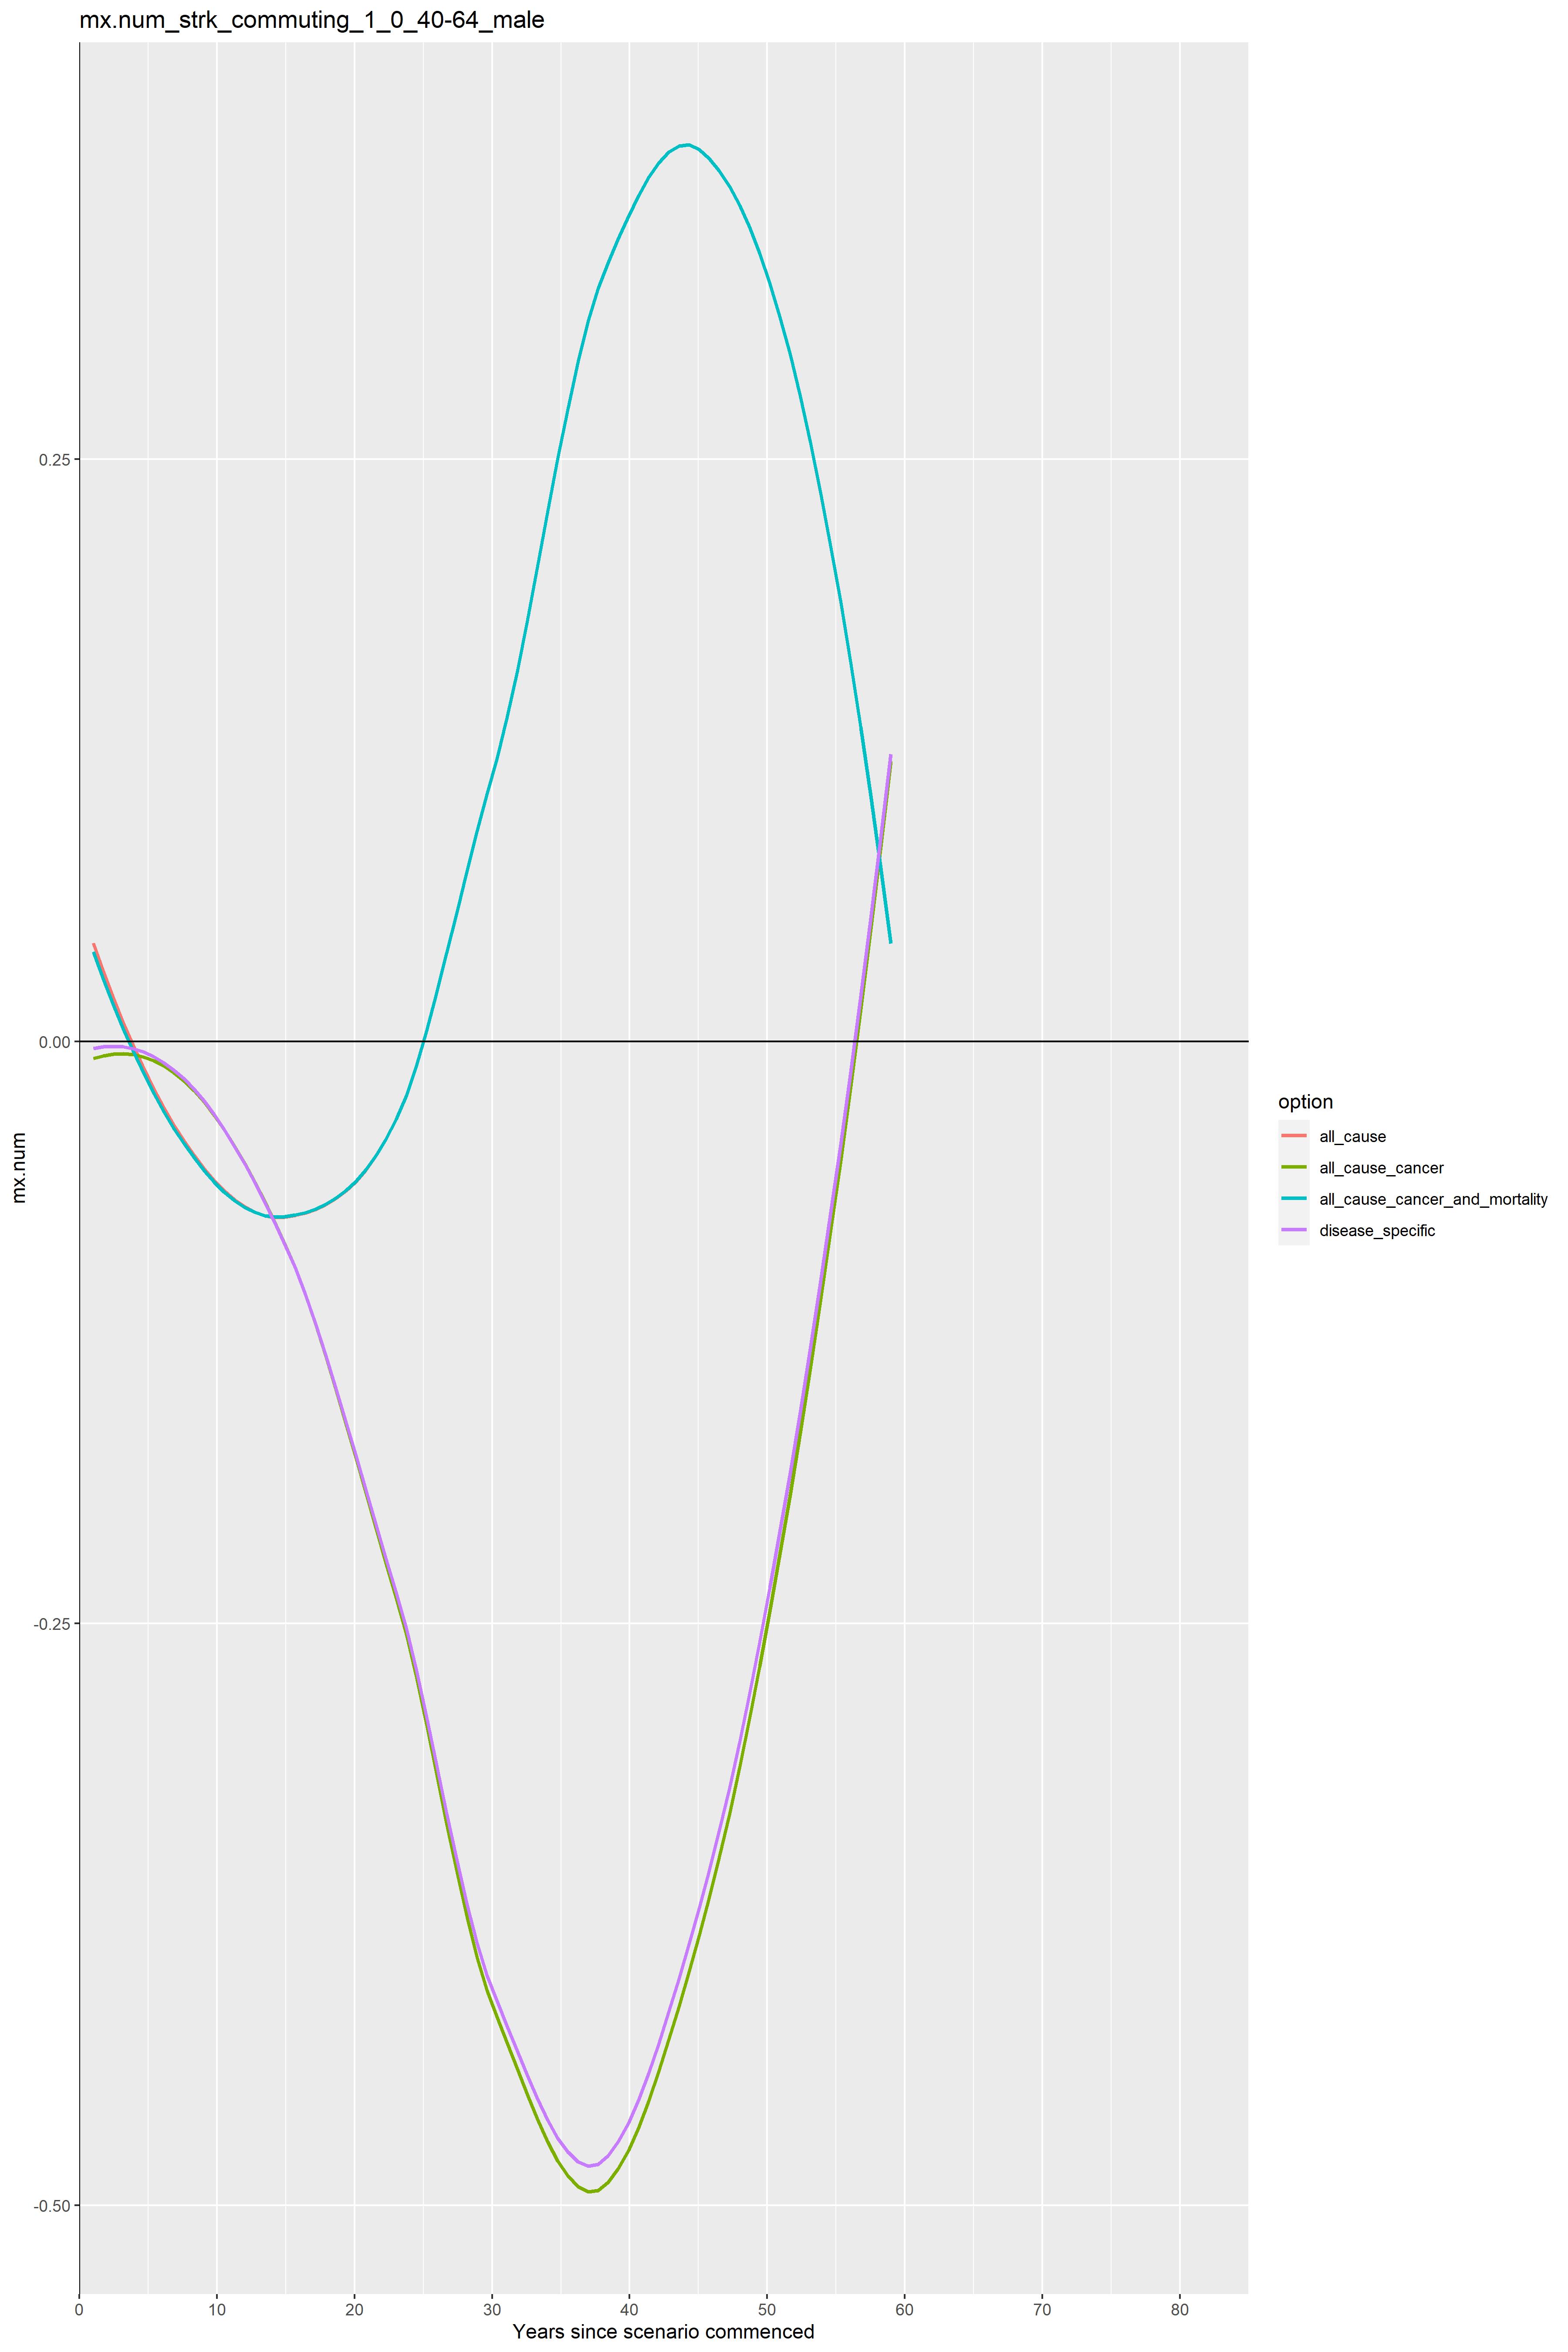 mx.num_strk_commuting_1_0_40-64_male
0.25
0.00
-0.25
-0.50
mx.num
0 10 20 30 40 50 60 70 80
Years since scenario commenced
option
all_cause
all_cause_cancer
all_cause_cancer_and_mortality
disease_specific